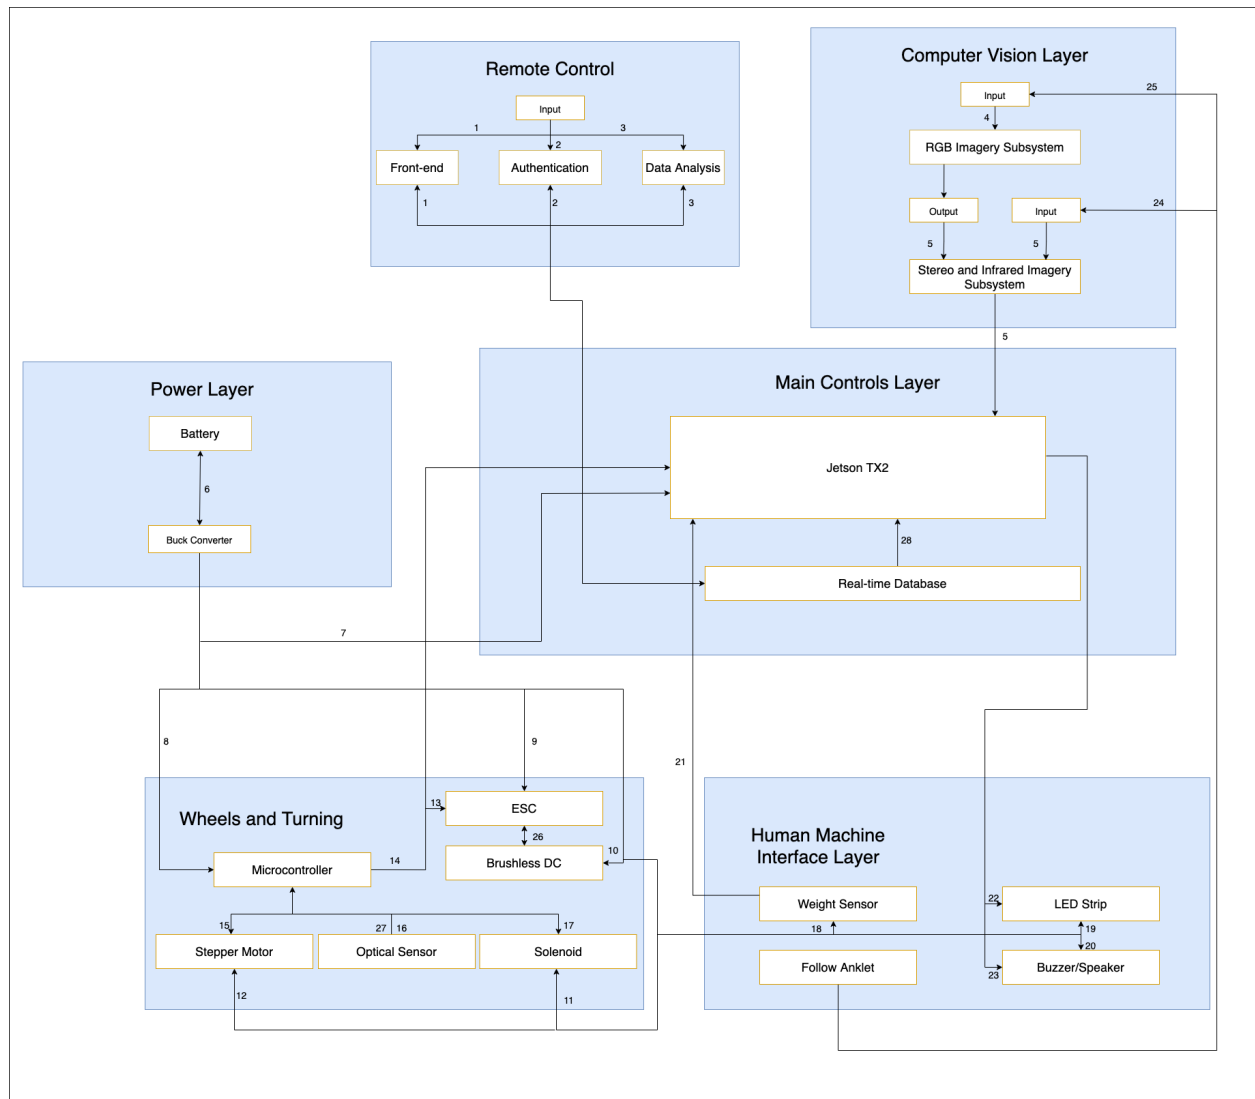 Remote Control
Input
1
3
2
Front-end
Authentication
Data Analysis
1
2
3
Computer Vision Layer
Input
25
4
RGB Imagery Subsystem
Output
Input
24
5
5
Stereo and Infrared Imagery
Subsystem
5
Power Layer
Battery
6
Buck Converter
7
Main Controls Layer
Jetson TX2
28
Real-time Database
8
9
21
Wheels and Turning
13
ESC
26
10
Brushless DC
14
Microcontroller
15
27
16
17
Stepper Motor
Optical Sensor
Solenoid
12
11
Human Machine
Interface Layer
Weight Sensor
22
LED Strip
18
19
20
Follow Anklet
23
Buzzer/Speaker